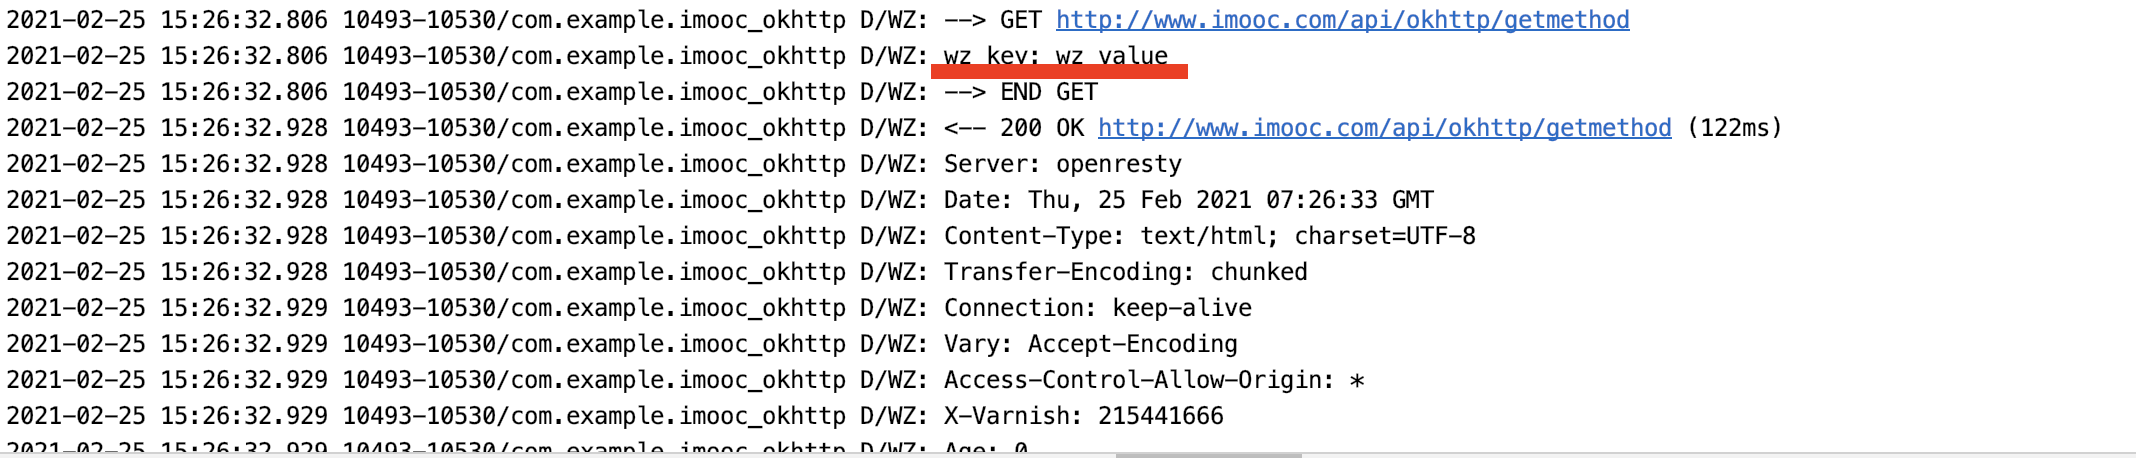 2021-02-25 15:26:32.806 10493-10530/com.example.imooc_okhttp D/WZ: --> GET http://www.imooc.com/api/okhttp/getmethod
2021-02-25 15:26:32.806 10493-10530/com.example.imooc_okhttp D/WZ: wz_key: wz_value
2021-02-25 15:26:32.806 10493-10530/com.example.imooc_okhttp D/WZ: --> END GET
2021-02-25 15:26:32.928 10493-10530/com.example.imooc_okhttp D/WZ: <-- 200 OK http://www.imooc.com/api/okhttp/getmethod (122ms)
2021-02-25 15:26:32.928 10493-10530/com.example.imooc_okhttp D/WZ: Server: openresty
2021-02-25 15:26:32.928 10493-10530/com.example.imooc_okhttp D/WZ: Date: Thu, 25 Feb 2021 07:26:33 GMT
2021-02-25 15:26:32.928 10493-10530/com.example.imooc_okhttp D/WZ: Content-Type: text/html; charset=UTF-8
2021-02-25 15:26:32.928 10493-10530/com.example.imooc_okhttp D/WZ: Transfer-Encoding: chunked
2021-02-25 15:26:32.929 10493-10530/com.example.imooc_okhttp D/WZ: Connection: keep-alive
2021-02-25 15:26:32.929 10493-10530/com.example.imooc_okhttp D/WZ: Vary: Accept-Encoding
2021-02-25 15:26:32.929 10493-10530/com.example.imooc_okhttp D/WZ: Access-Control-Allow-Origin: *
2021-02-25 15:26:32.929 10493-10530/com.example.imooc_okhttp D/WZ: X-Varnish: 215441666
2021-02-25 15:26:32.929 10493-10530/com.example.imooc_okhttp D/WZ: Age: 0